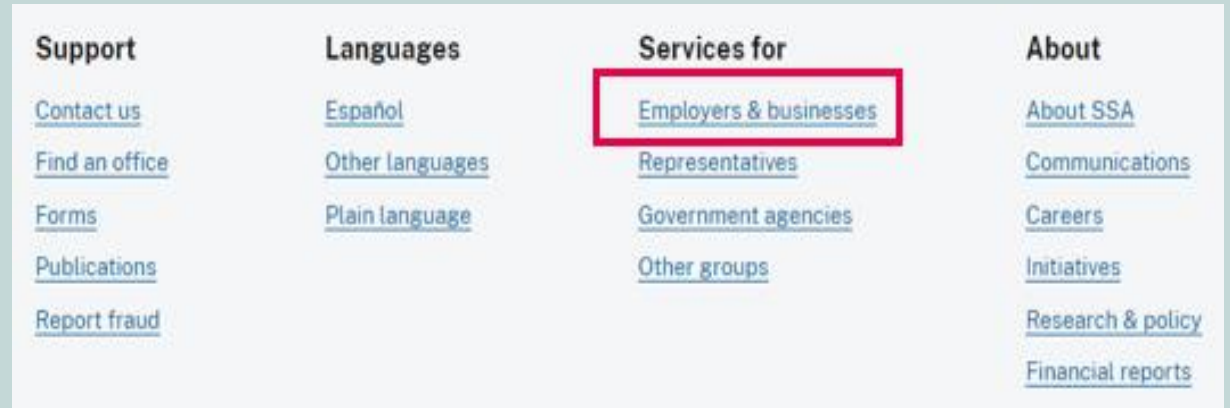 Support
Contact us
Find an office
Forms
Publications
Report fraud
Languages
Español
Other languages
Plain language
Services for
Employers & businesses
Representatives
Government agencies
Other groups
About
About SSA
Communications
Careers
Initiatives
Research & policy
Financial reports